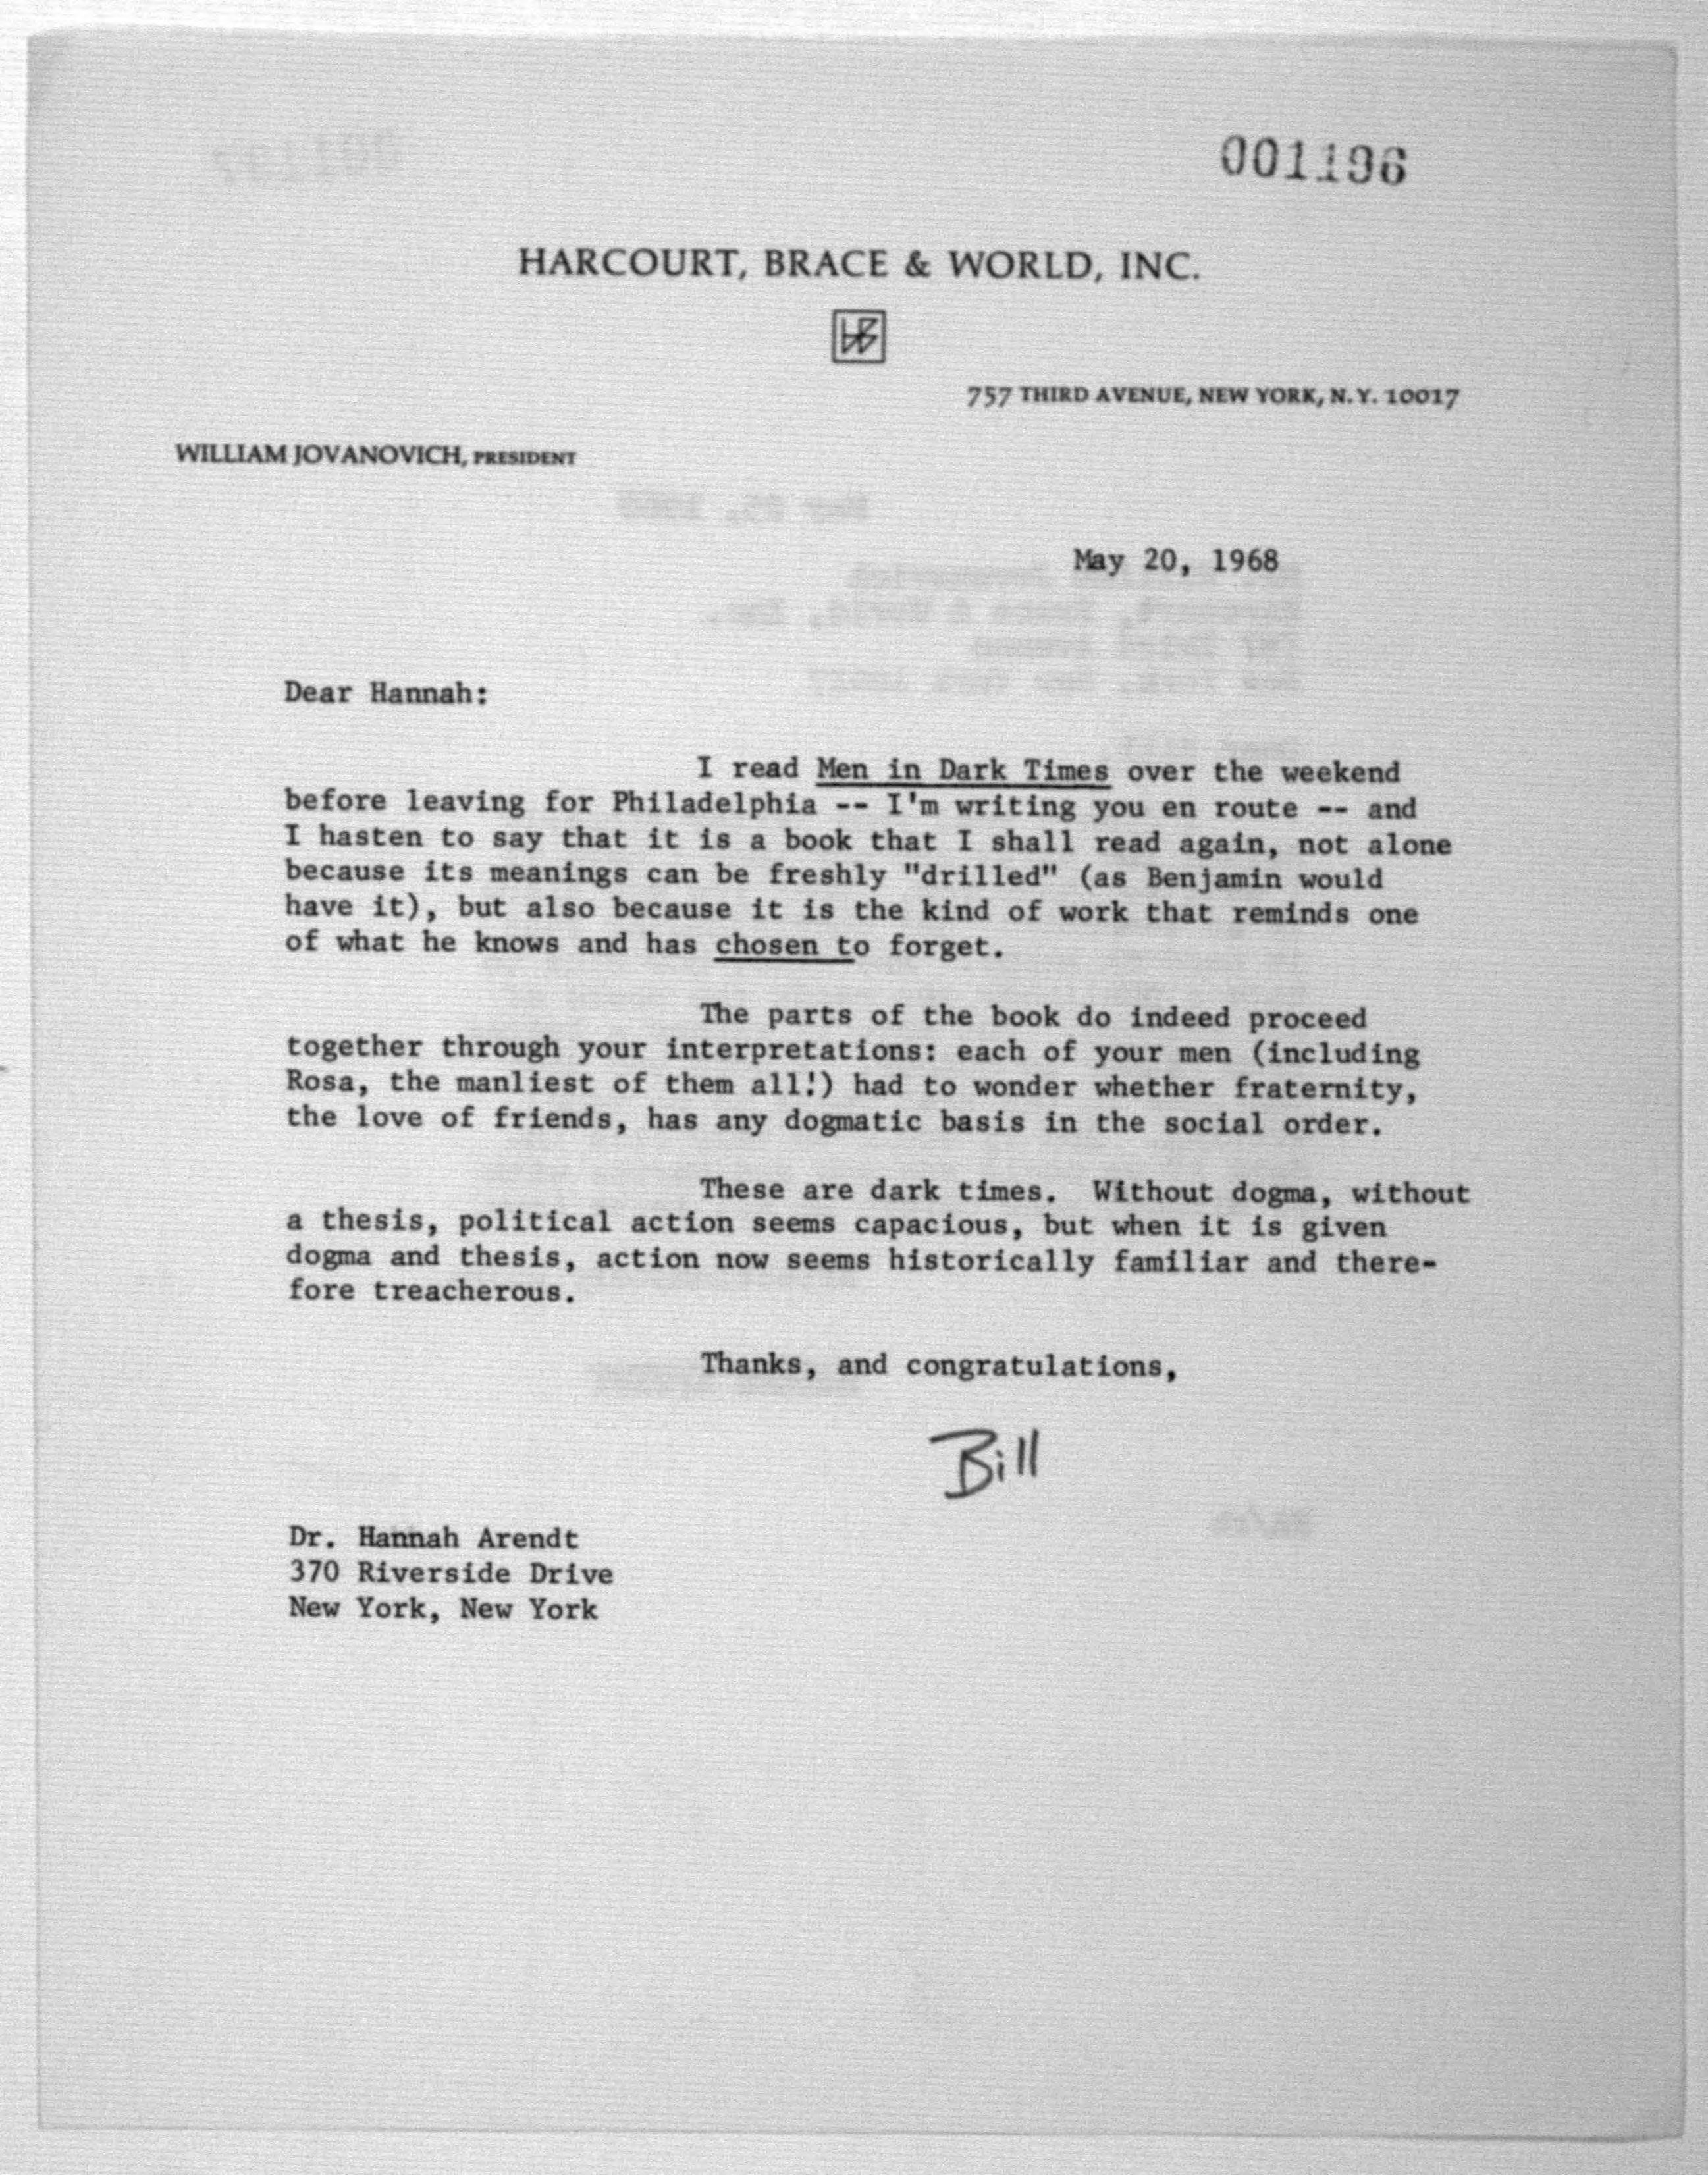 001196
HARCOURT, BRACE & WORLD, INC.
757 THIRD AVENUE, NEW YORK, N.Y. 10017
WILLIAM JOVANOVICH, PRESIDENT
May 20, 1968
Dear Hannah:
I read Men in Dark Times over the weekend
before leaving for Philadelphia -- I'm writing you en route -- and
I hasten to say that it is a book that I shall read again, not alone
because its meanings can be freshly "drilled" (as Benjamin would
have it), but also because it is the kind of work that reminds one
of what he knows and has chosen to forget.
The parts of the book do indeed proceed
together through your interpretations: each of your men (including
Rosa, the manliest of them all!) had to wonder whether fraternity,
the love of friends, has any dogmatic basis in the social order.
These are dark times. Without dogma, without
a thesis, political action seems capacious, but when it is given
dogma and thesis, action now seems historically familiar and there-
fore treacherous.
Thanks, and congratulations,
Bill
Dr. Hannah Arendt
370 Riverside Drive
New York, New York